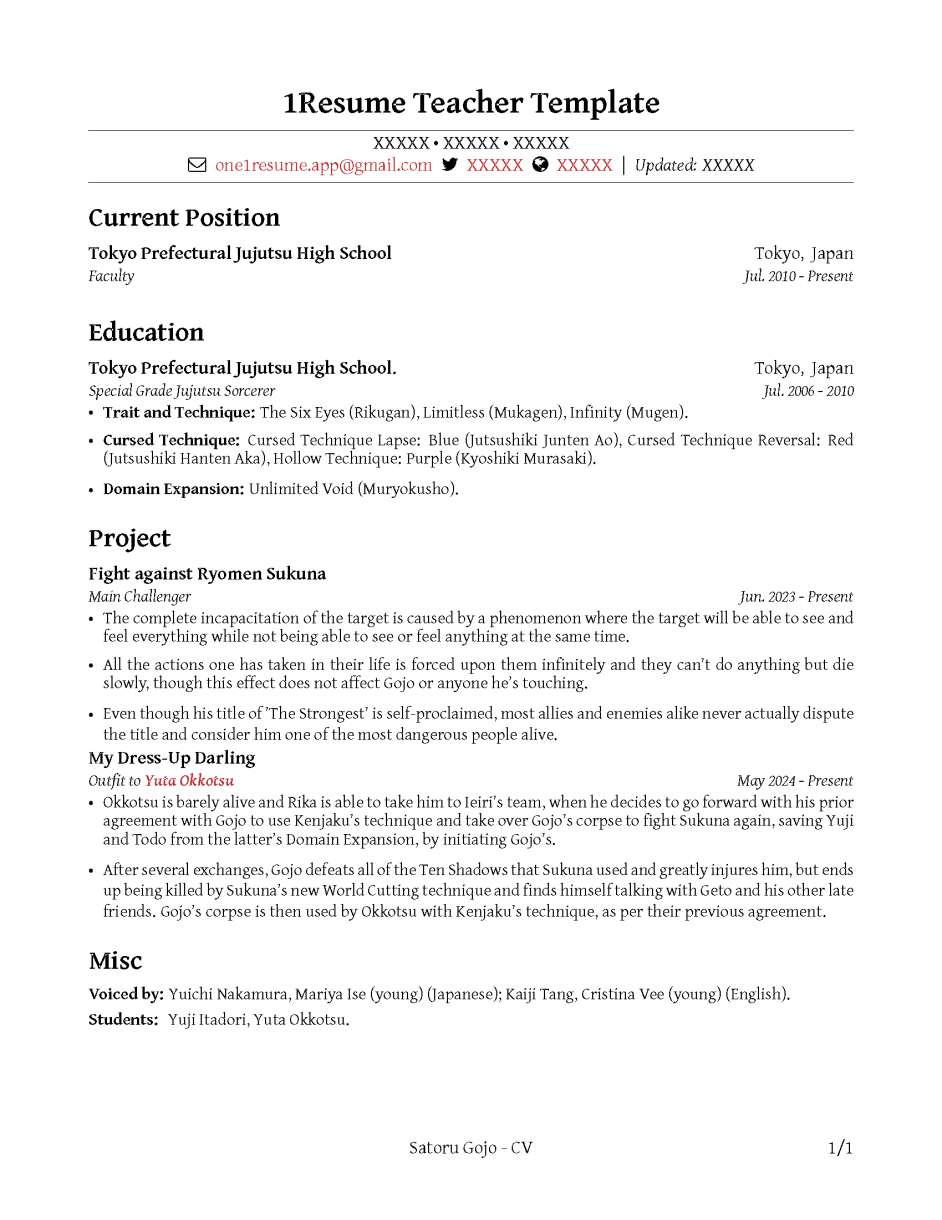 1Resume Teacher Template
XXXXX • XXXXX • XXXXX
one1resume.app@gmail.com XXXXX XXXXX | Updated: XXXXX
Current Position
Tokyo Prefectural Jujutsu High School Tokyo, Japan
Faculty Jul. 2010 - Present
Education
Tokyo Prefectural Jujutsu High School. Tokyo, Japan
Special Grade Jujutsu Sorcerer Jul. 2006 - 2010
• Trait and Technique: The Six Eyes (Rikugan), Limitless (Mukagen), Infinity (Mugen).
• Cursed Technique: Cursed Technique Lapse: Blue (Jutsushiki Junten Ao), Cursed Technique Reversal: Red
(Jutsushiki Hanten Aka), Hollow Technique: Purple (Kyoshiki Murasaki).
• Domain Expansion: Unlimited Void (Muryokusho).
Project
Fight against Ryomen Sukuna
Main Challenger Jun. 2023 - Present
• The complete incapacitation of the target is caused by a phenomenon where the target will be able to see and
feel everything while not being able to see or feel anything at the same time.
• All the actions one has taken in their life is forced upon them infinitely and they can't do anything but die
slowly, though this effect does not affect Gojo or anyone he's touching.
• Even though his title of 'The Strongest' is self-proclaimed, most allies and enemies alike never actually dispute
the title and consider him one of the most dangerous people alive.
My Dress-Up Darling
Outfit to Yuta Okkotsu May 2024 - Present
• Okkotsu is barely alive and Rika is able to take him to Ieiri's team, when he decides to go forward with his prior
agreement with Gojo to use Kenjaku's technique and take over Gojo's corpse to fight Sukuna again, saving Yuji
and Todo from the latter's Domain Expansion, by initiating Gojo's.
• After several exchanges, Gojo defeats all of the Ten Shadows that Sukuna used and greatly injures him, but ends
up being killed by Sukuna's new World Cutting technique and finds himself talking with Geto and his other late
friends. Gojo's corpse is then used by Okkotsu with Kenjaku's technique, as per their previous agreement.
Misc
Voiced by: Yuichi Nakamura, Mariya Ise (young) (Japanese); Kaiji Tang, Cristina Vee (young) (English).
Students: Yuji Itadori, Yuta Okkotsu.
Satoru Gojo - CV 1/1